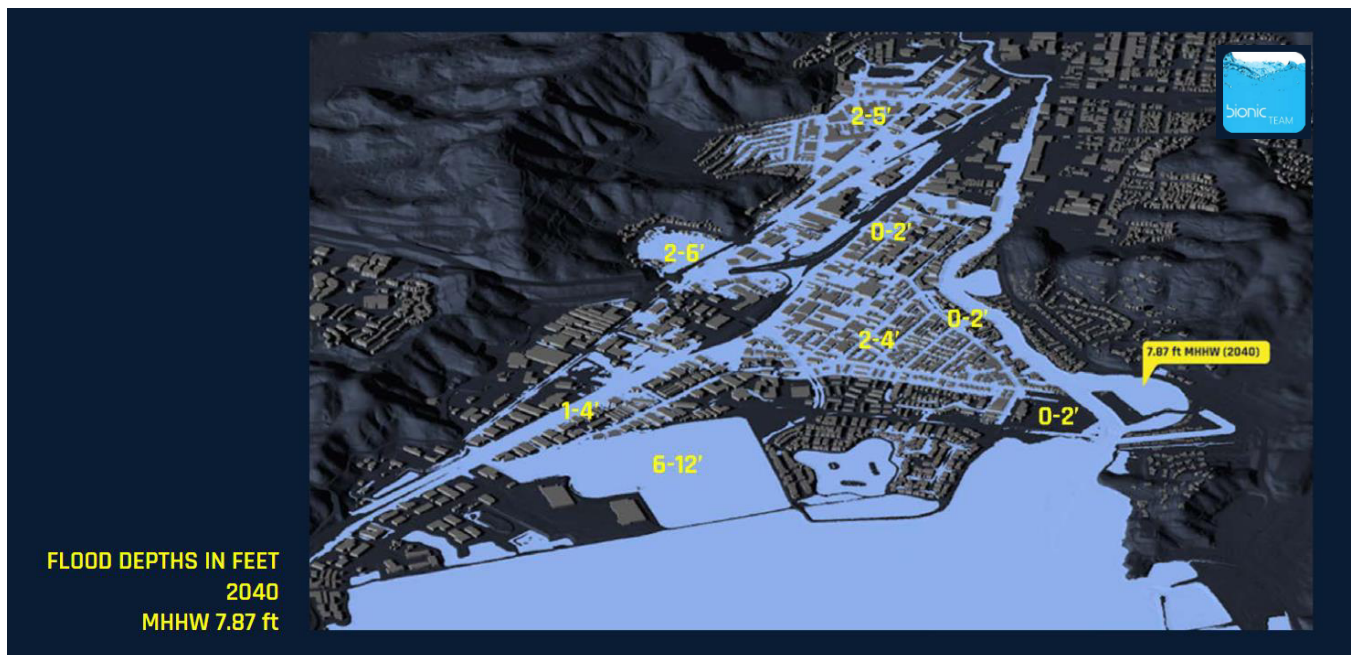 bionic
TEAM
2-5'
0-2'
2-6'
0-2'
2-4'
7.87 ft MHHW (2040)
1-4'
0-2'
6-12'
FLOOD DEPTHS IN FEET
2040
MHHW 7.87 ft